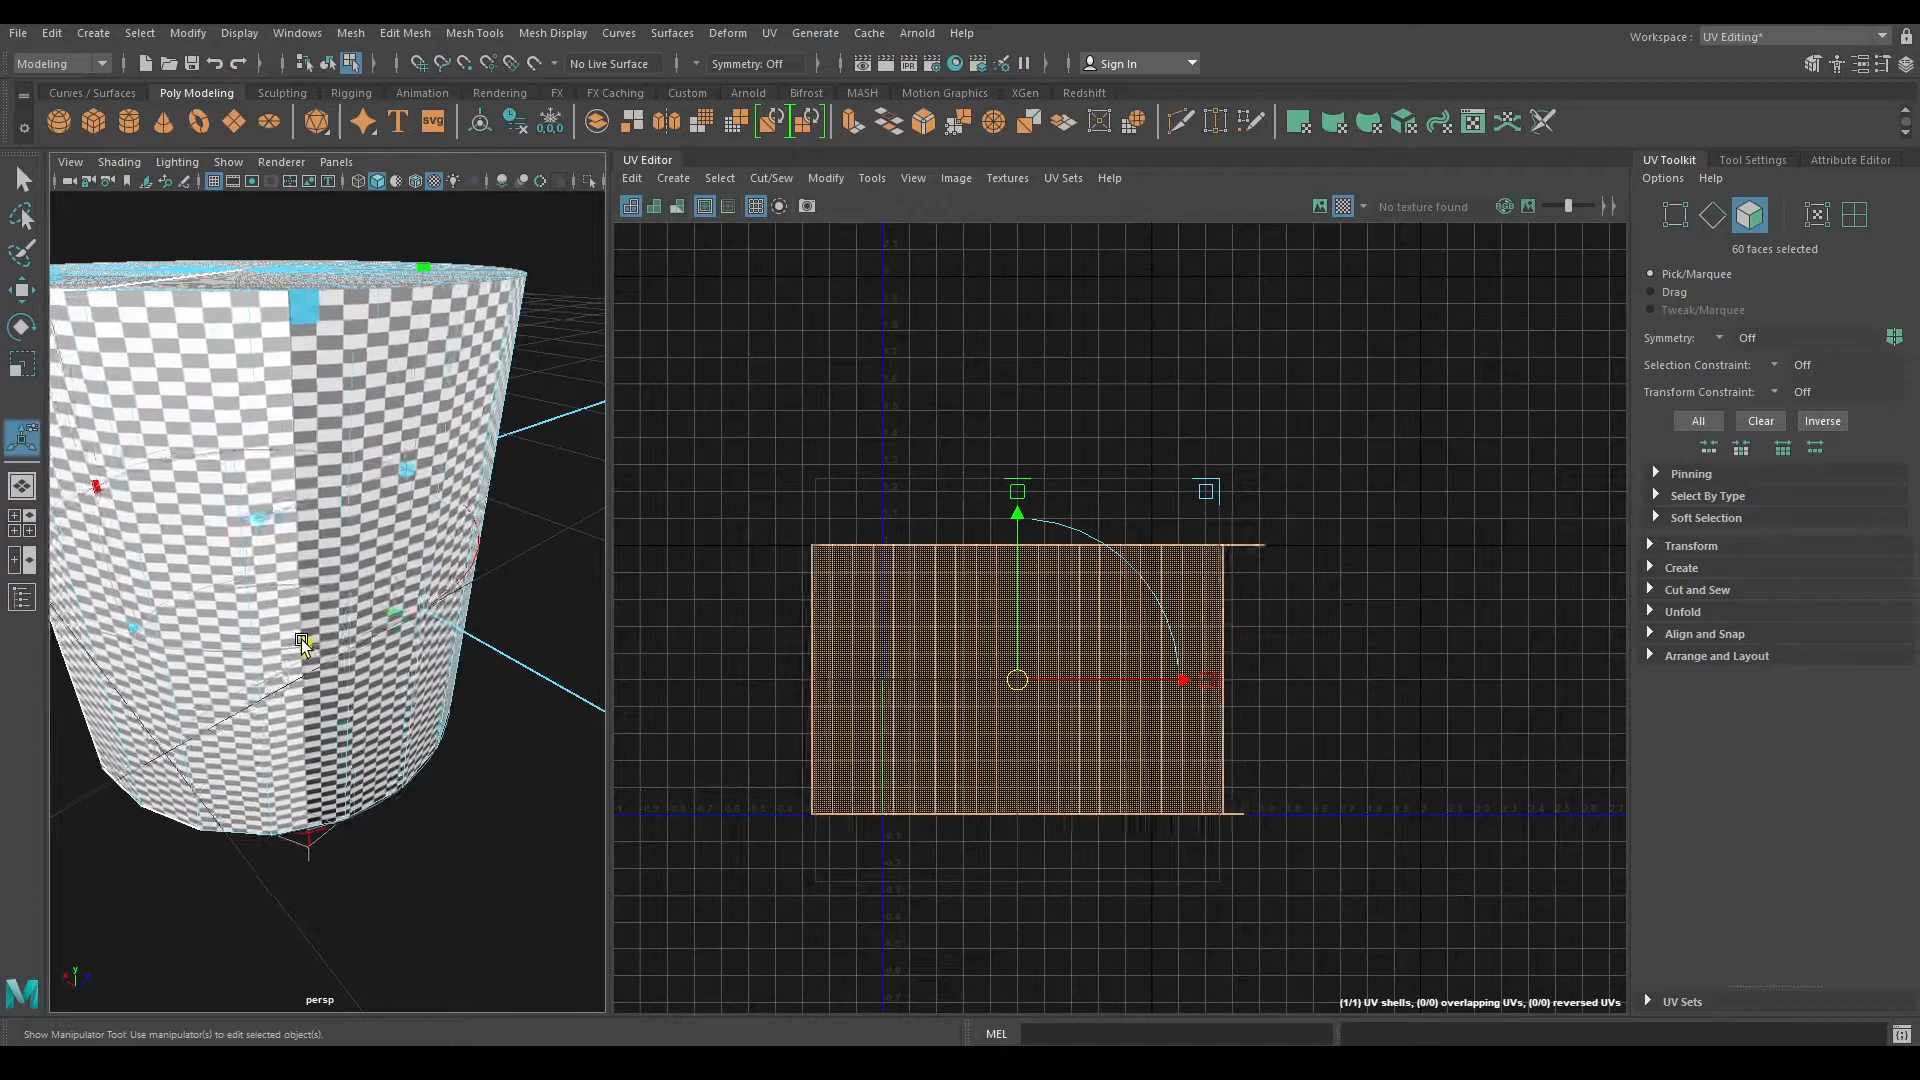 File Edit Create Select Modify Display Windows Mesh Edit Mesh Mesh Tools Mesh Display Curves Surfaces Deform UV Generate Cache Arnold Help
Workspace : UV Editing*
Modeling
No Live Surface
Symmetry: Off
Sign In
Curves / Surfaces Poly Modeling Sculpting Rigging Animation Rendering FX FX Caching Custom Arnold Bifrost MASH Motion Graphics XGen Redshift
T svg 0,0,0
View Shading Lighting Show Renderer Panels
UV Editor
Edit Create Select Cut/Sew Modify Tools View Image Textures UV Sets Help
No texture found
UV Toolkit Tool Settings Attribute Editor
Options Help
60 faces selected
Pick/Marquee
Drag
Tweak/Marquee
Symmetry: Off
Selection Constraint: Off
Transform Constraint: Off
All Clear Inverse
Pinning
Select By Type
Soft Selection
Transform
Create
Cut and Sew
Unfold
Align and Snap
Arrange and Layout
persp
(1/1) UV shells, (0/0) overlapping UVs, (0/0) reversed UVs
UV Sets
Show Manipulator Tool: Use manipulator(s) to edit selected object(s).
MEL